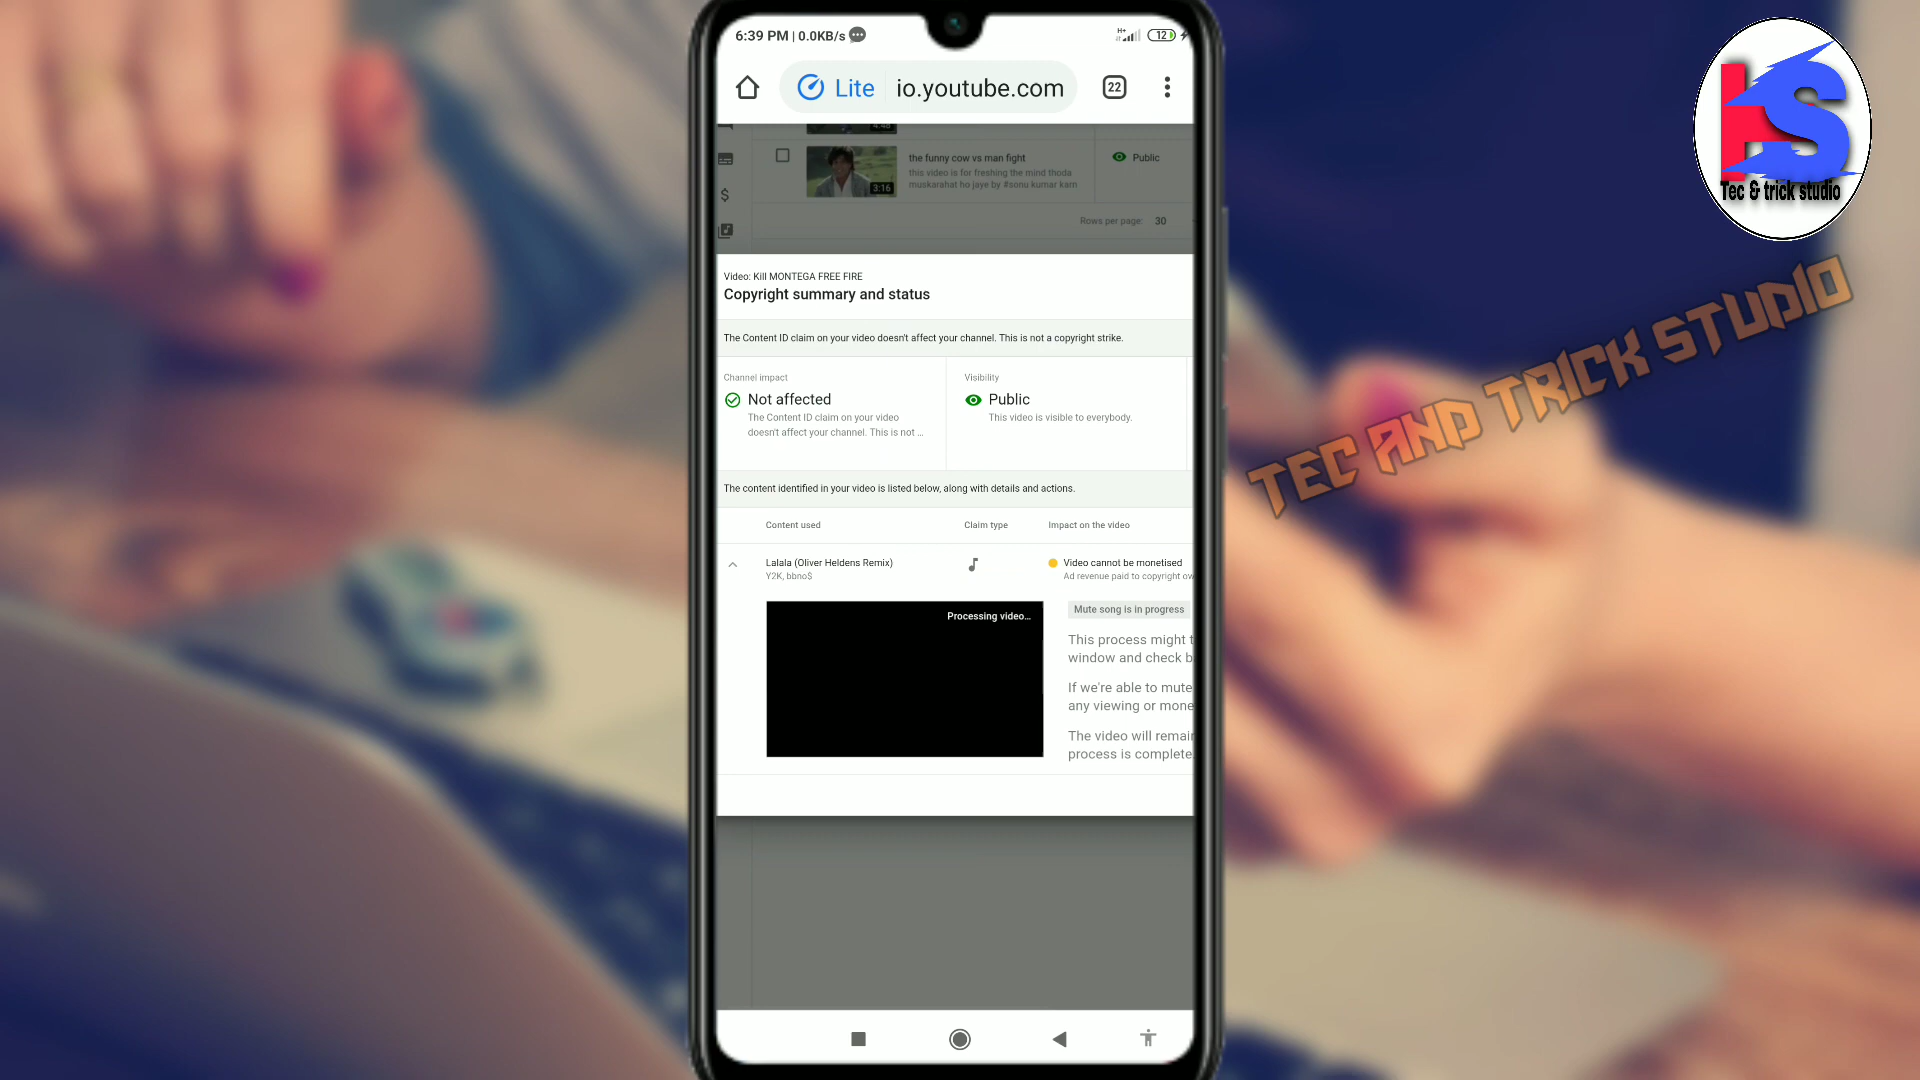 6:39 PM | 0.0KB/s
H+
12
Lite
io.youtube.com
22
4:48
the funny cow vs man fight
this video is for freshing the mind thoda
muskarahat ho jaye by #sonu kumar karn
3:16
Public
Rows per page: 30
Video: Kill MONTEGA FREE FIRE
Copyright summary and status
The Content ID claim on your video doesn't affect your channel. This is not a copyright strike.
Channel impact
Not affected
The Content ID claim on your video
doesn't affect your channel. This is not ...
Visibility
Public
This video is visible to everybody.
The content identified in your video is listed below, along with details and actions.
Content used
Claim type
Impact on the video
Lalala (Oliver Heldens Remix)
Y2K, bbno$
Video cannot be monetised
Ad revenue paid to copyright ow
Processing video...
Mute song is in progress
This process might t
window and check b
If we're able to mute
any viewing or mone
The video will remain
process is complete.
HS
Tec & trick studio
TEC AND TRICK STUDIO